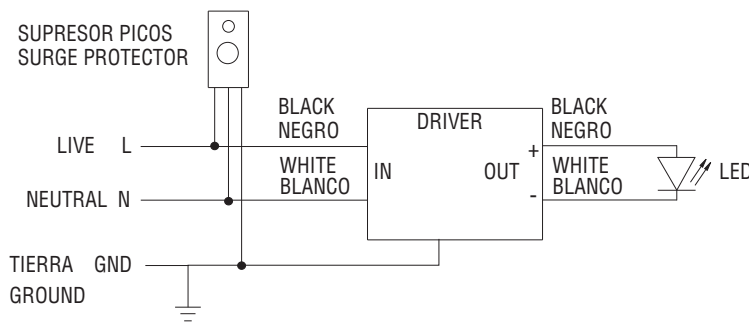 SUPRESOR PICOS
SURGE PROTECTOR
BLACK
NEGRO
DRIVER
BLACK
NEGRO
LIVE L
WHITE
BLANCO
IN
OUT
+
-
WHITE
BLANCO
LED
NEUTRAL N
TIERRA GND
GROUND